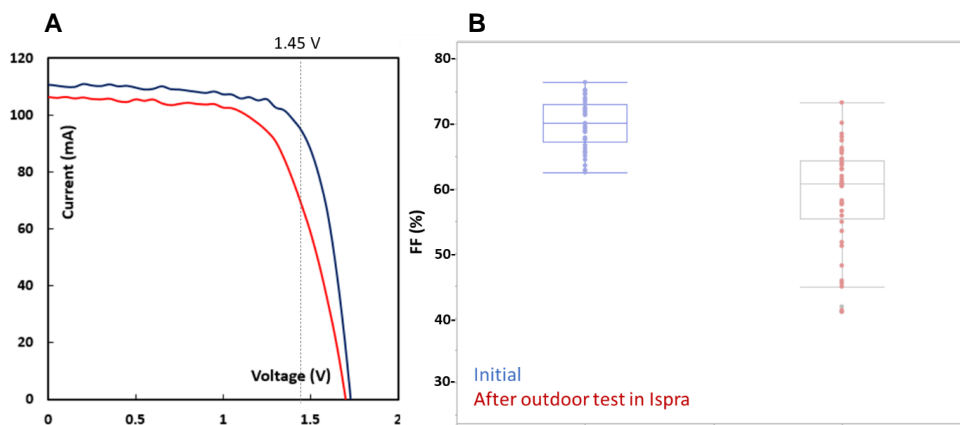 A
B
1.45 V
120
100
80
60
40
20
0
Current (mA)
Voltage (V)
0
0.5
1
1.5
2
80-
70-
60-
50-
40-
30-
FF (%)
Initial
After outdoor test in Ispra